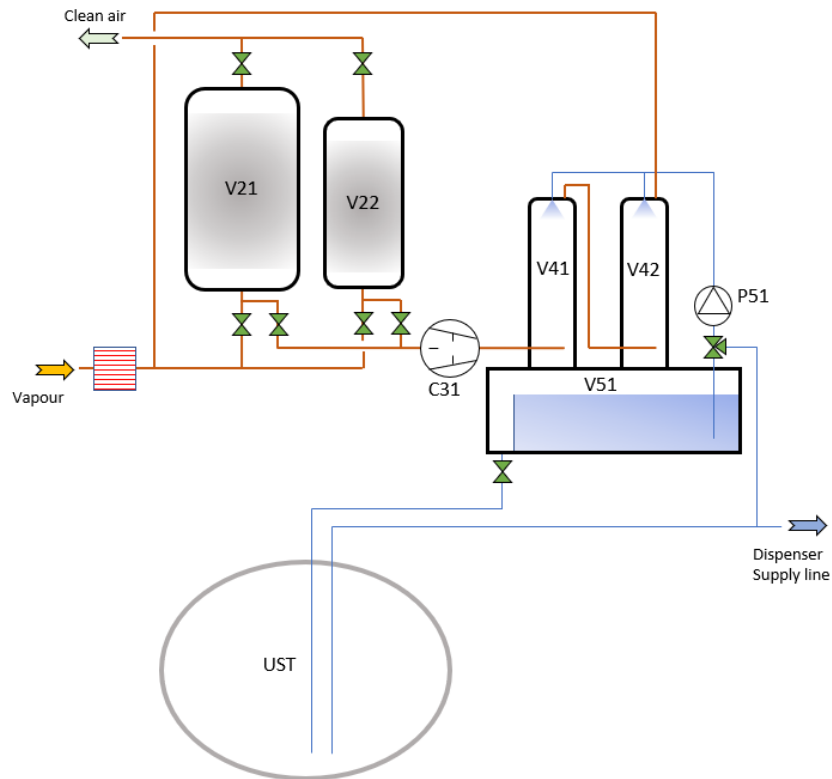 Clean air
V21
V22
V41
V42
P51
C31
V51
Vapour
Dispenser
Supply line
UST